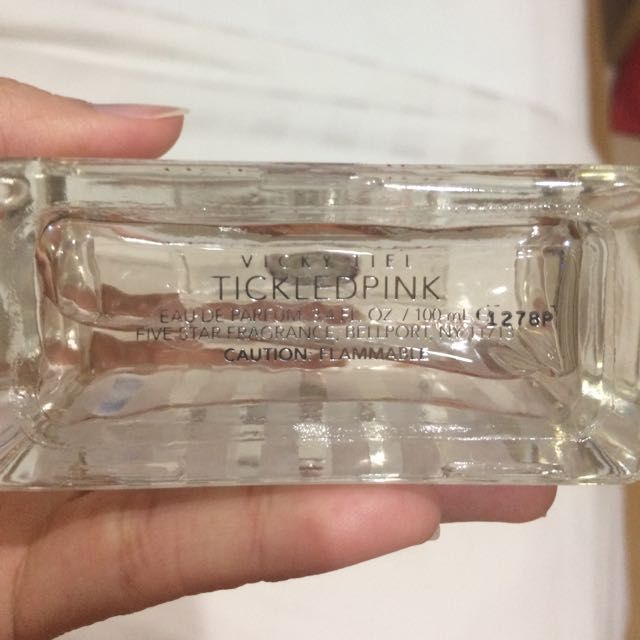 VICKY TIEL
TICKLEDPINK
EAU DE PARFUM 3.4 FL. OZ / 100 mL 1278P
FIVE STAR FRAGRANCE, BELLPORT, NY 11713
CAUTION: FLAMMABLE